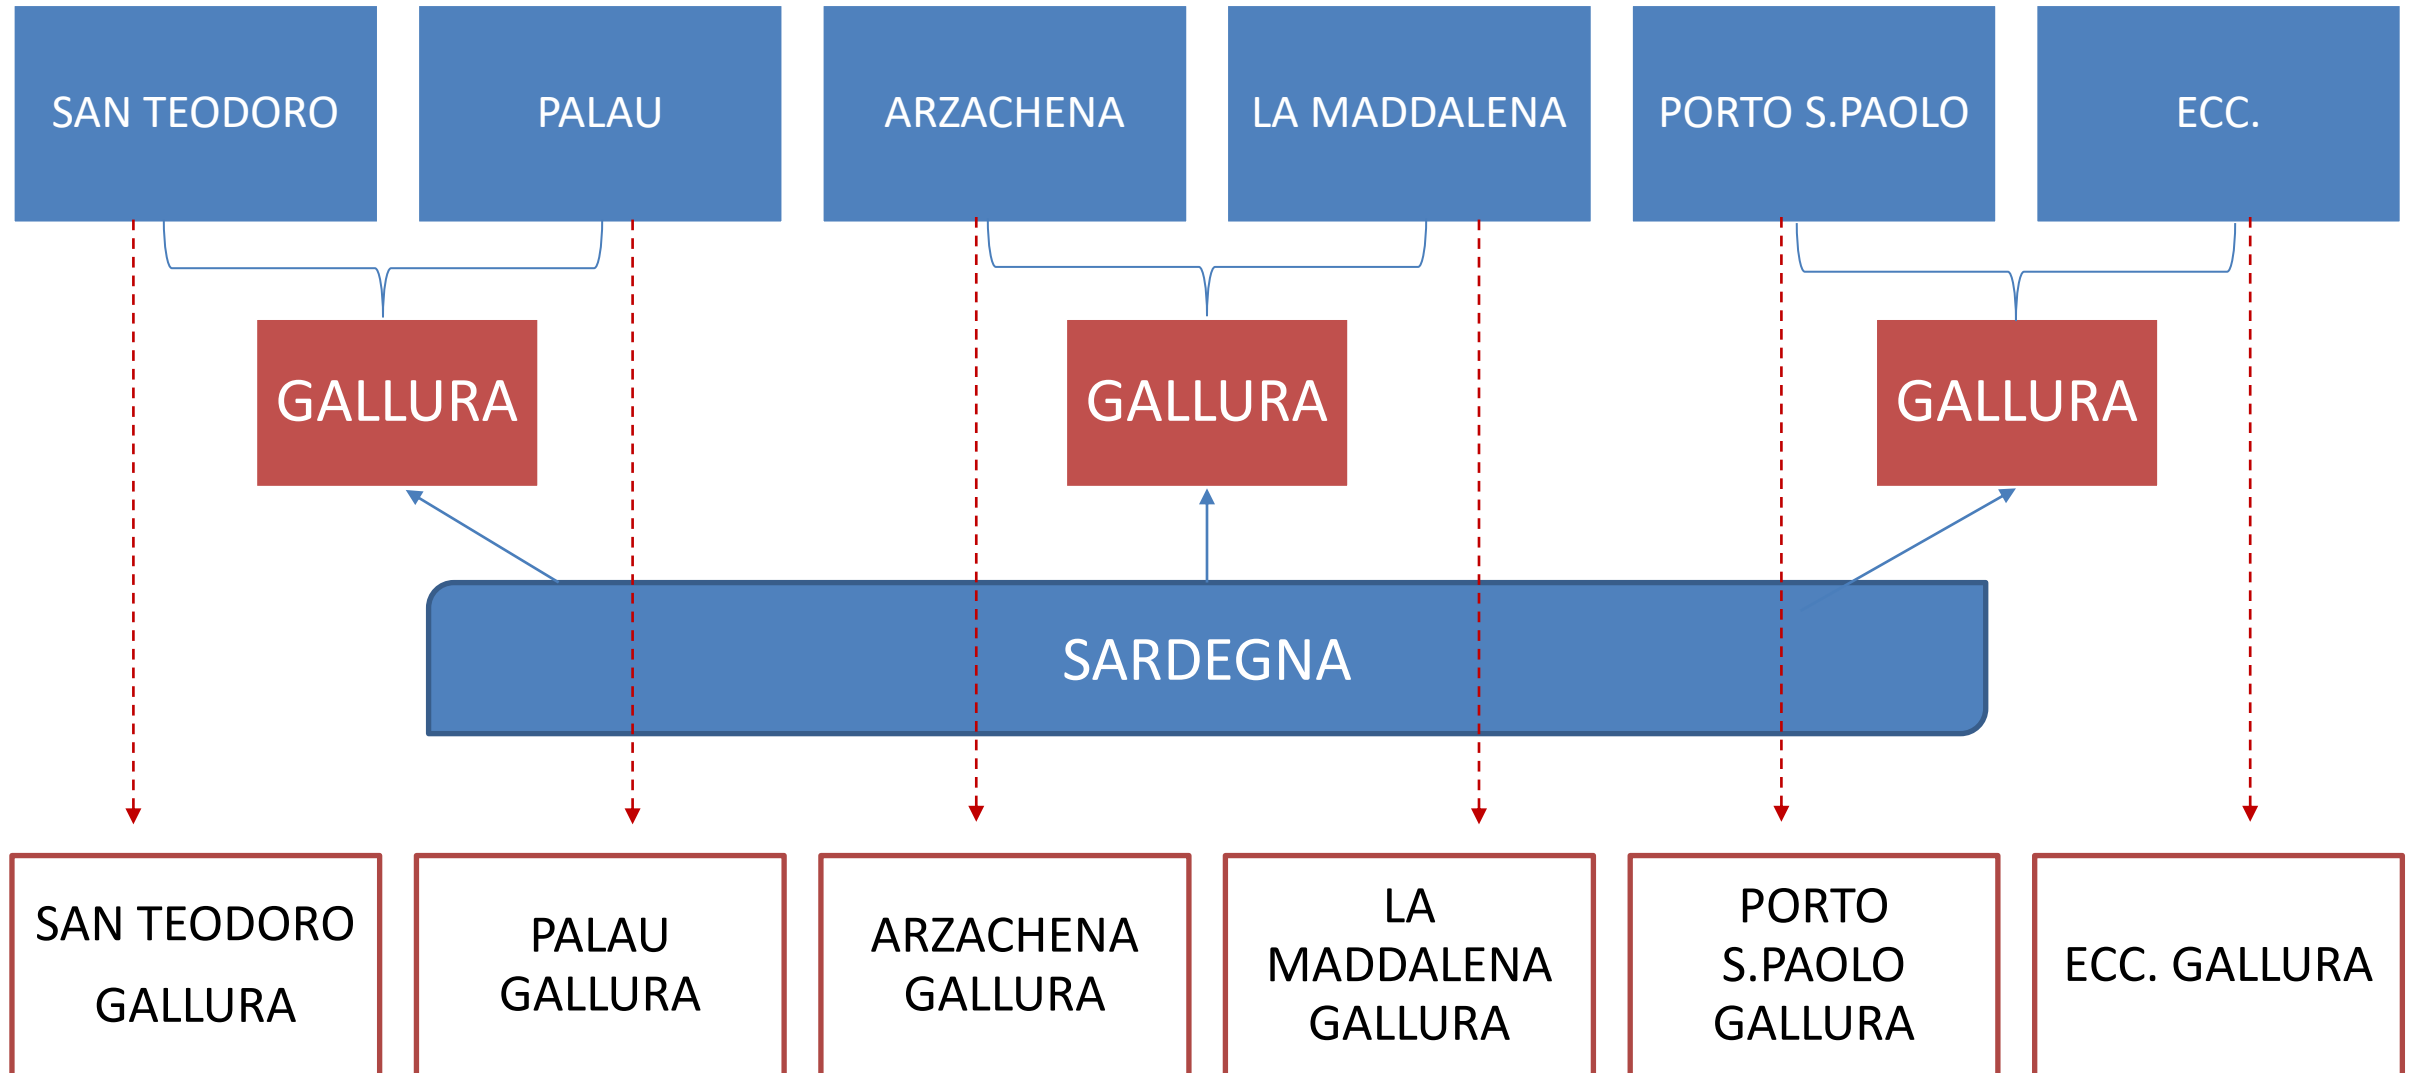 SAN TEODORO
PALAU
ARZACHENA
LA MADDALENA
PORTO S.PAOLO
ECC.
GALLURA
GALLURA
GALLURA
SARDEGNA
SAN TEODORO
GALLURA
PALAU
GALLURA
ARZACHENA
GALLURA
LA
MADDALENA
GALLURA
PORTO
S.PAOLO
GALLURA
ECC. GALLURA